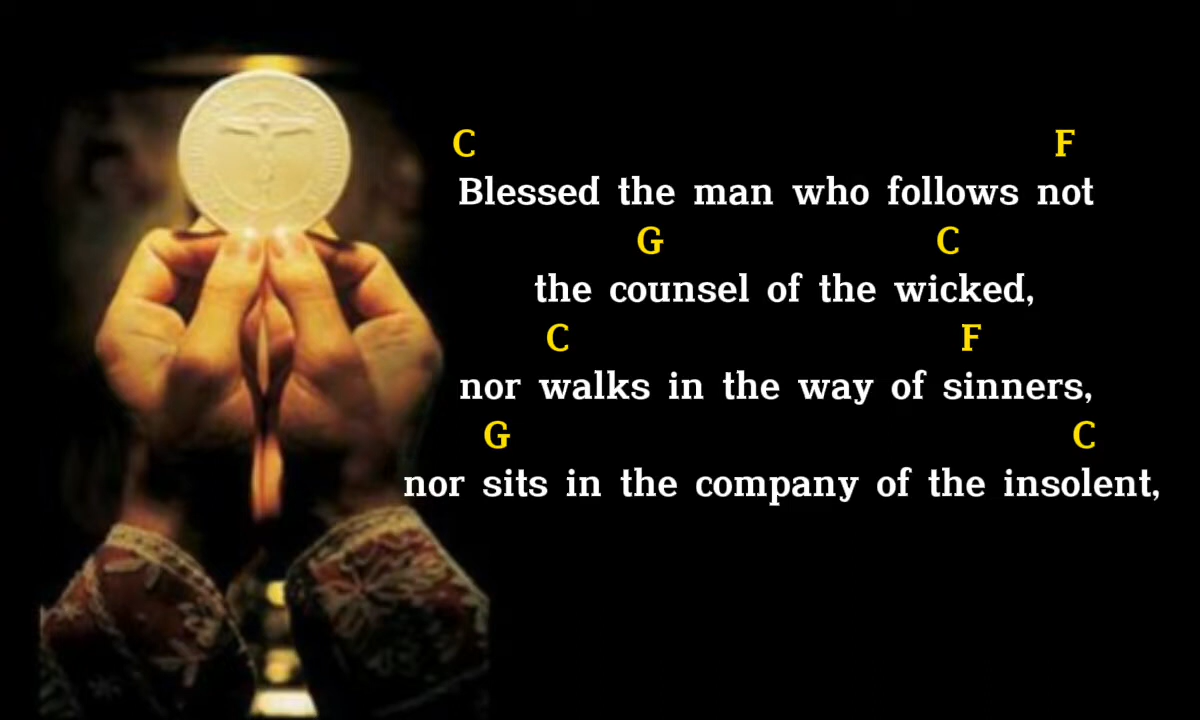 C F
Blessed the man who follows not
G C
the counsel of the wicked,
C F
nor walks in the way of sinners,
G C
nor sits in the company of the insolent,